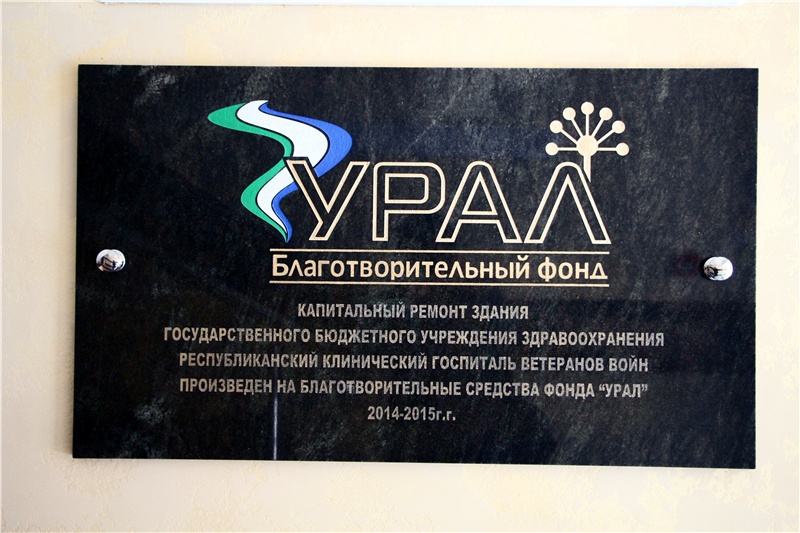 УРАЛ
Благотворительный фонд
КАПИТАЛЬНЫЙ РЕМОНТ ЗДАНИЯ
ГОСУДАРСТВЕННОГО БЮДЖЕТНОГО УЧРЕЖДЕНИЯ ЗДРАВООХРАНЕНИЯ
РЕСПУБЛИКАНСКИЙ КЛИНИЧЕСКИЙ ГОСПИТАЛЬ ВЕТЕРАНОВ ВОЙН
ПРОИЗВЕДЕН НА БЛАГОТВОРИТЕЛЬНЫЕ СРЕДСТВА ФОНДА “УРАЛ”
2014-2015г.г.